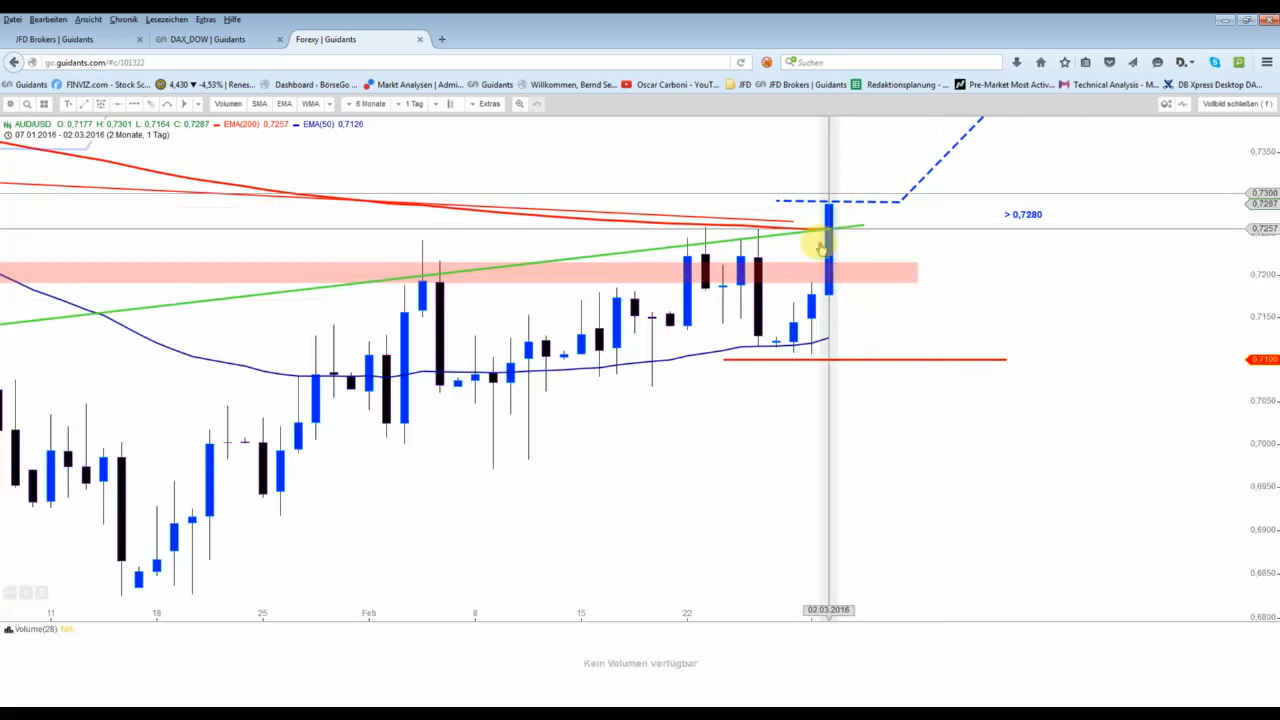 Datei Bearbeiten Ansicht Chronik Lesezeichen Extras Hilfe
JFD Brokers | Guidants × DAX_DOW | Guidants × Forexy | Guidants × +
go.guidants.com/#c/101322 Suchen
Guidants FINVIZ.com - Stock Sc... 4,430 ▼ -4,53% | Renes... Dashboard ‹ BörseGo ... Markt Analysen | Admi... Willkommen, Bernd Se... Oscar Carboni - YouT... JFD JFD Brokers | Guidants Redaktionsplanung - ... Pre-Market Most Activ... Technical Analysis - M... DB Xpress Desktop DA...
Volumen SMA EMA WMA 6 Monate 1 Tag Extras Vollbild schließen ( f )
AUD/USD O: 0,7177 H: 0,7301 L: 0,7164 C: 0,7287 EMA(200) 0,7257 EMA(50) 0,7126
07.01.2016 - 02.03.2016 (2 Monate, 1 Tag)
0,7350
0,7300
0,7287
> 0,7280
0,7257
0,7200
0,7150
0,7100
0,7050
0,7000
0,6950
0,6900
0,6850
0,6800
11 18 25 Feb 8 15 22 02.03.2016
Volume(28) N/A
Kein Volumen verfügbar